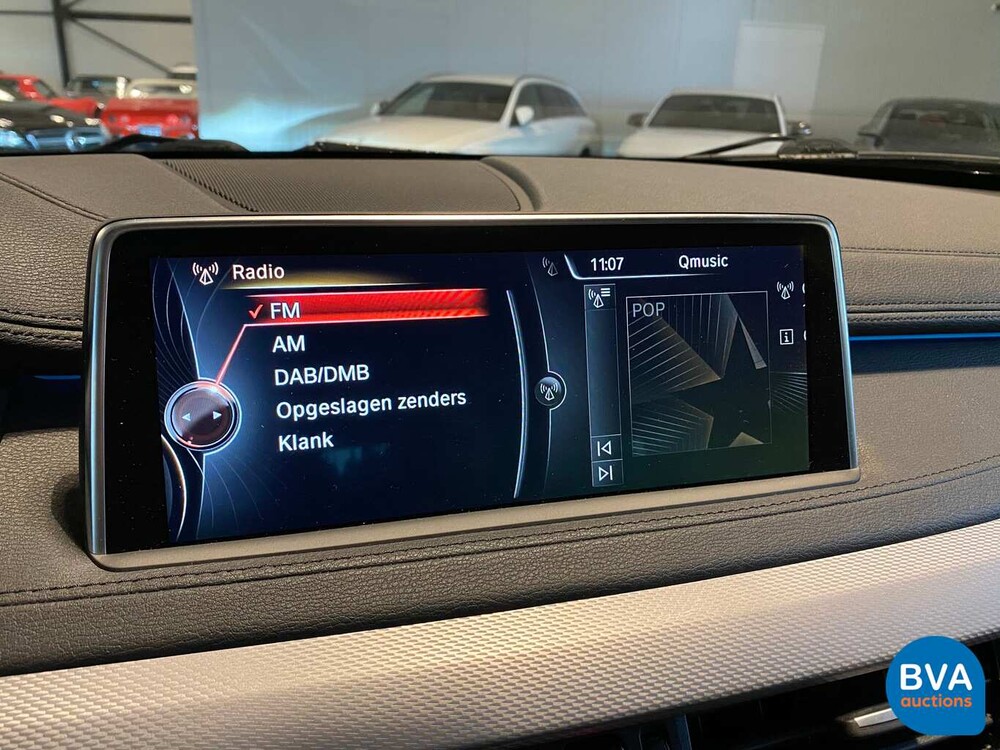 Radio
FM
AM
DAB/DMB
Opgeslagen zenders
Klank
11:07
Qmusic
POP
BVA
auctions